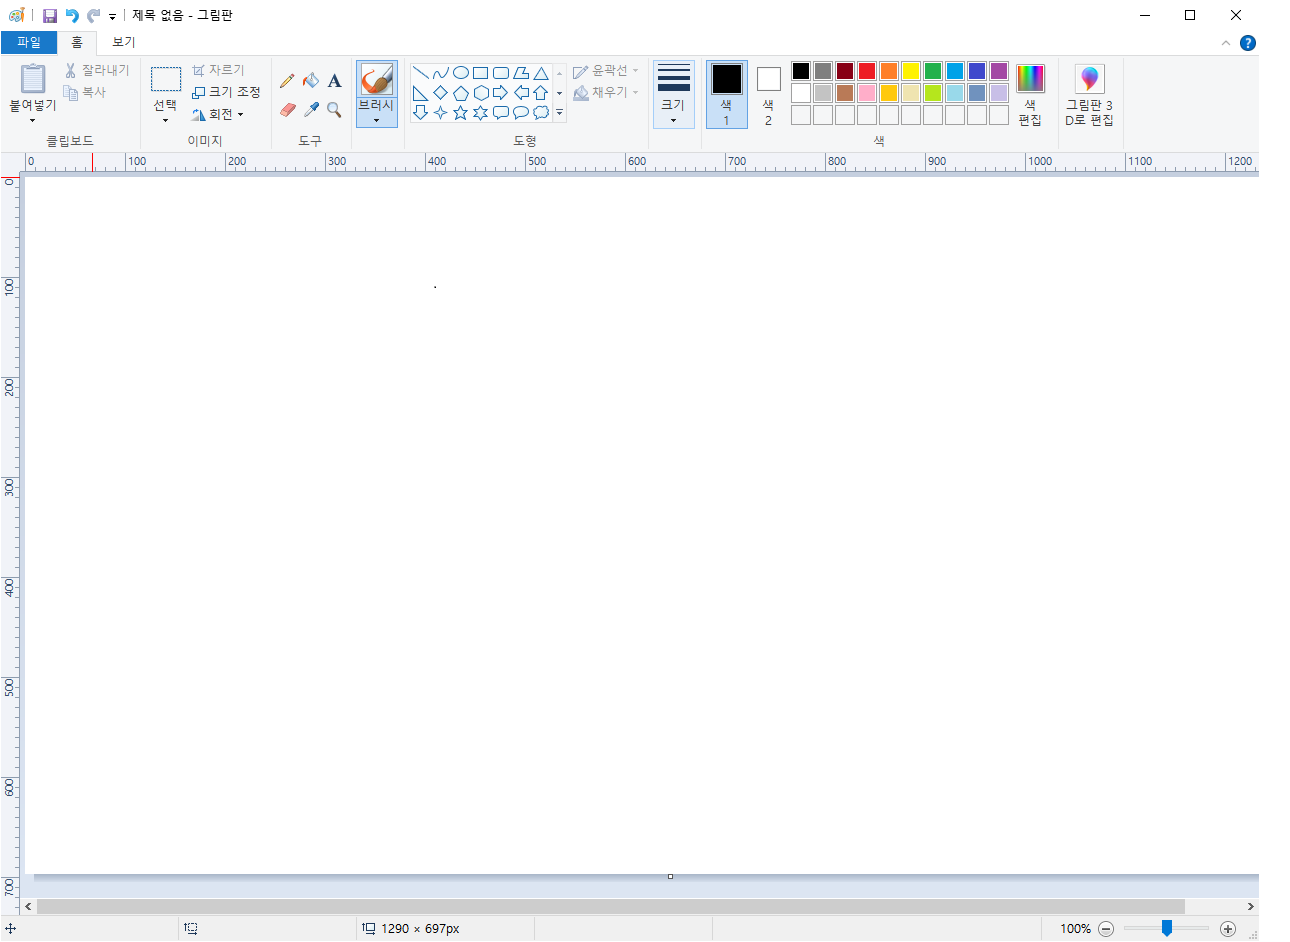 제목 없음 - 그림판
파일 홈 보기
붙여넣기
잘라내기
복사
클립보드
선택
자르기
크기 조정
회전
이미지
A
도구
브러시
도형
윤곽선
채우기
크기
색
1
색
2
색
색
편집
그림판 3
D로 편집
0 100 200 300 400 500 600 700 800 900 1000 1100 1200
0
100
200
300
400
500
600
700
1290 × 697px
100%